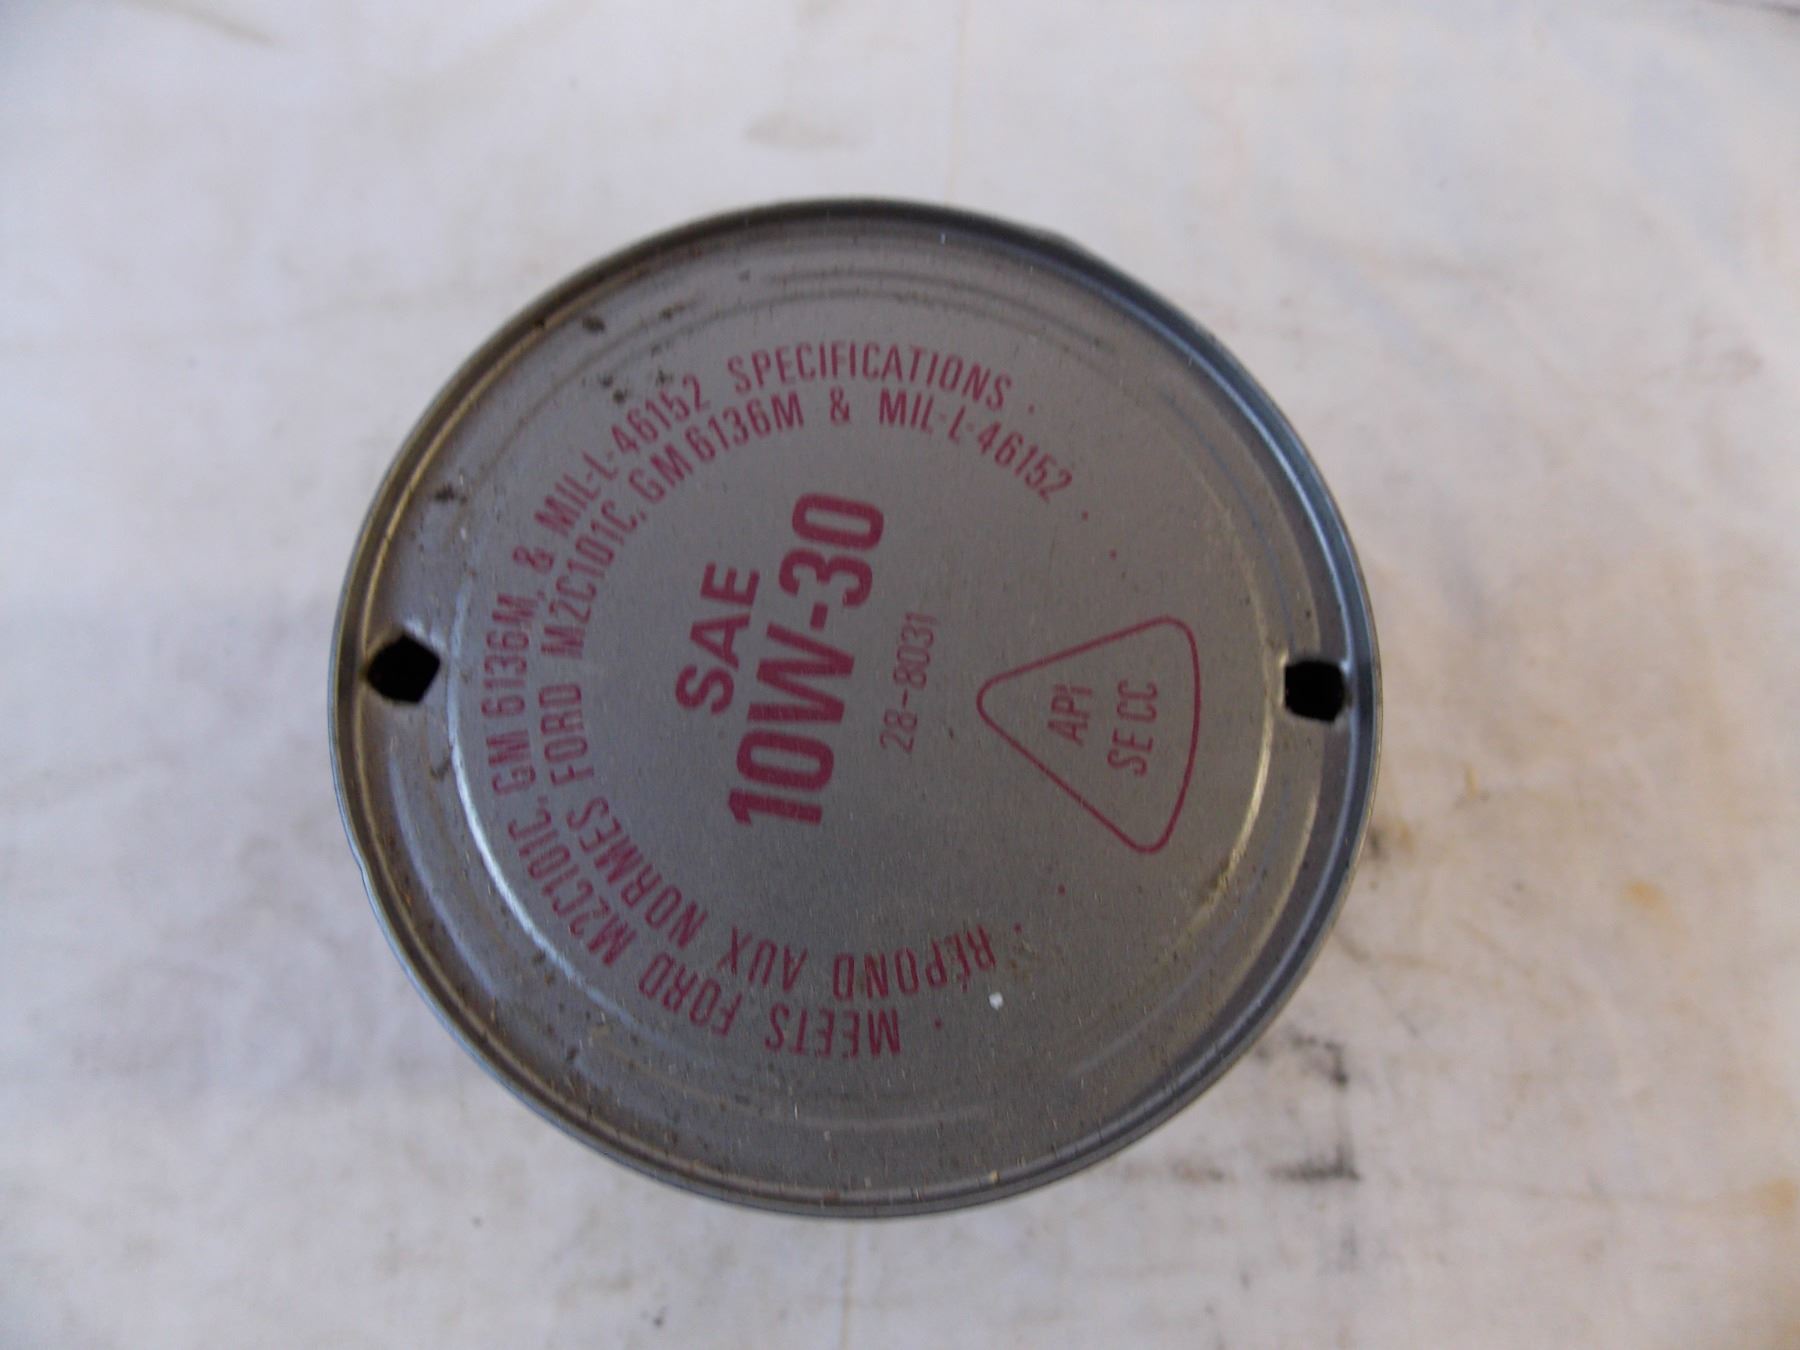 MEETS FORD M2C101C, GM 6136M, & MIL-L-46152 SPECIFICATIONS .
. RÉPOND AUX NORMES FORD M2C101C, GM 6136M & MIL-L-46152 .
SAE
10W-30
28-8031
API
SE CC